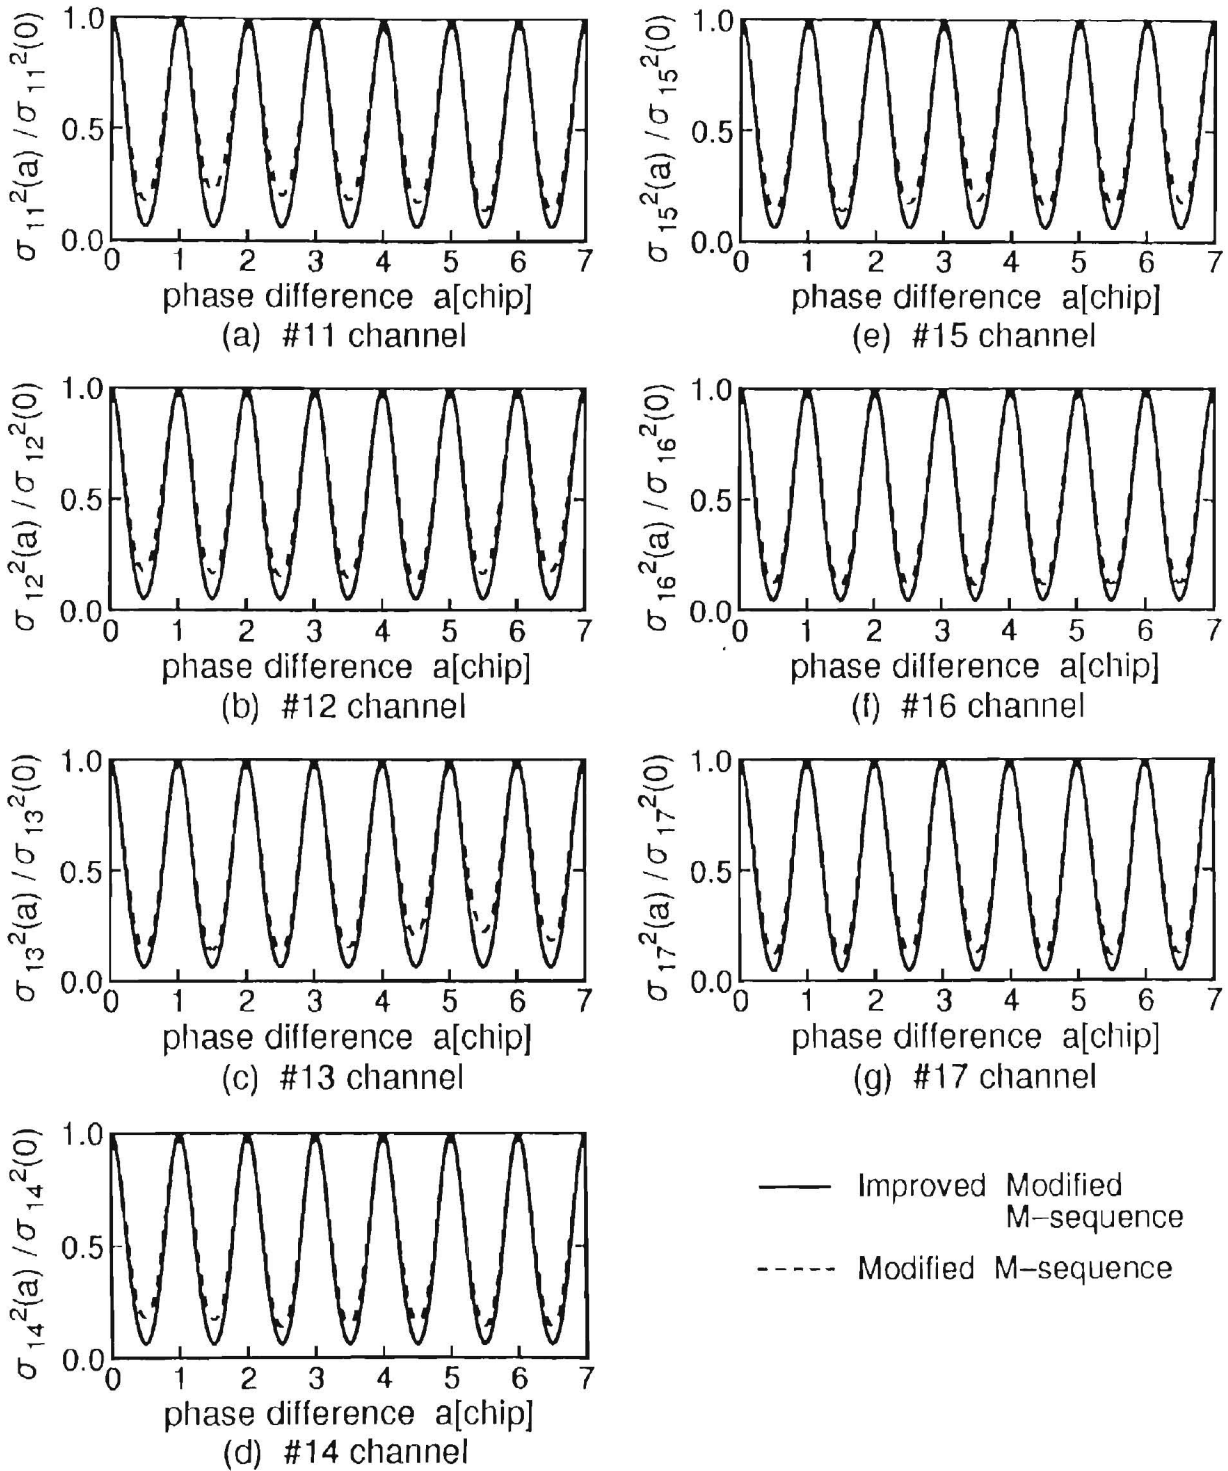 σ₁₁²(a) / σ₁₁²(0)
1.0
0.5
0.0
0 1 2 3 4 5 6 7
phase difference a[chip]
(a) #11 channel
σ₁₂²(a) / σ₁₂²(0)
1.0
0.5
0.0
0 1 2 3 4 5 6 7
phase difference a[chip]
(b) #12 channel
σ₁₃²(a) / σ₁₃²(0)
1.0
0.5
0.0
0 1 2 3 4 5 6 7
phase difference a[chip]
(c) #13 channel
σ₁₄²(a) / σ₁₄²(0)
1.0
0.5
0.0
0 1 2 3 4 5 6 7
phase difference a[chip]
(d) #14 channel
σ₁₅²(a) / σ₁₅²(0)
1.0
0.5
0.0
0 1 2 3 4 5 6 7
phase difference a[chip]
(e) #15 channel
σ₁₆²(a) / σ₁₆²(0)
1.0
0.5
0.0
0 1 2 3 4 5 6 7
phase difference a[chip]
(f) #16 channel
σ₁₇²(a) / σ₁₇²(0)
1.0
0.5
0.0
0 1 2 3 4 5 6 7
phase difference a[chip]
(g) #17 channel
Improved Modified
M–sequence
Modified M–sequence